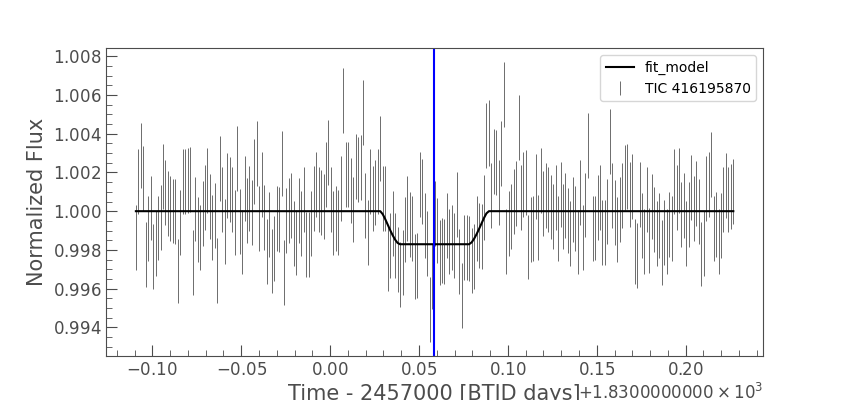 1.008
1.006
1.004
1.002
1.000
0.998
0.996
0.994
Normalized Flux
fit_model
TIC 416195870
−0.10 −0.05 0.00 0.05 0.10 0.15 0.20
Time - 2457000 [BTJD days]
+1.8300000000 × 10³